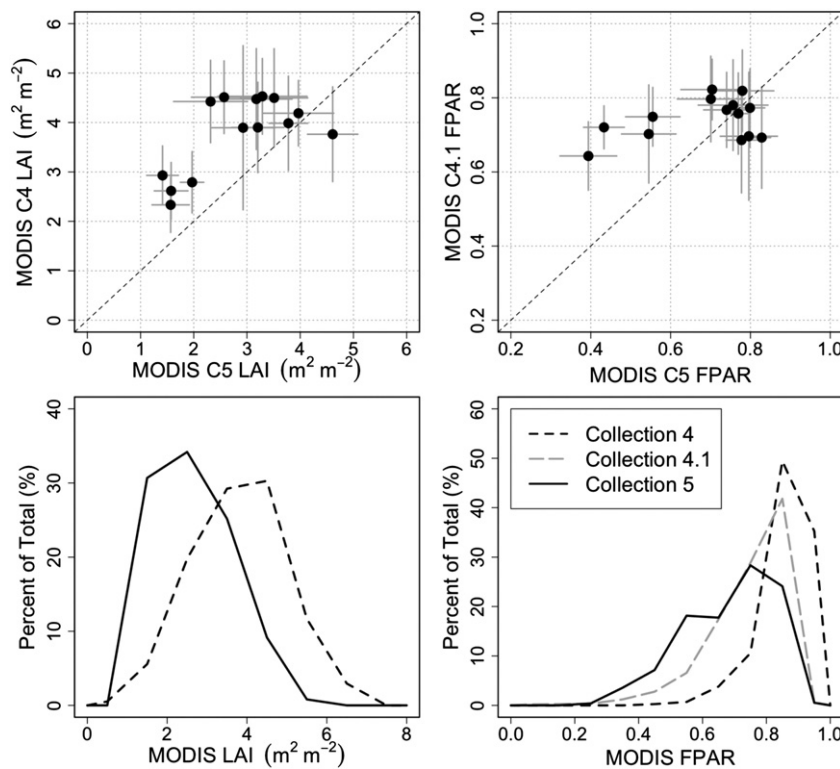 MODIS C4 LAI (m² m⁻²)
0 1 2 3 4 5 6
0 1 2 3 4 5 6
MODIS C5 LAI (m² m⁻²)
MODIS C4.1 FPAR
0.2 0.4 0.6 0.8 1.0
0.2 0.4 0.6 0.8 1.0
MODIS C5 FPAR
Percent of Total (%)
0 10 20 30 40
0 2 4 6 8
MODIS LAI (m² m⁻²)
Percent of Total (%)
0 10 20 30 40 50 60
Collection 4
Collection 4.1
Collection 5
0.0 0.2 0.4 0.6 0.8 1.0
MODIS FPAR